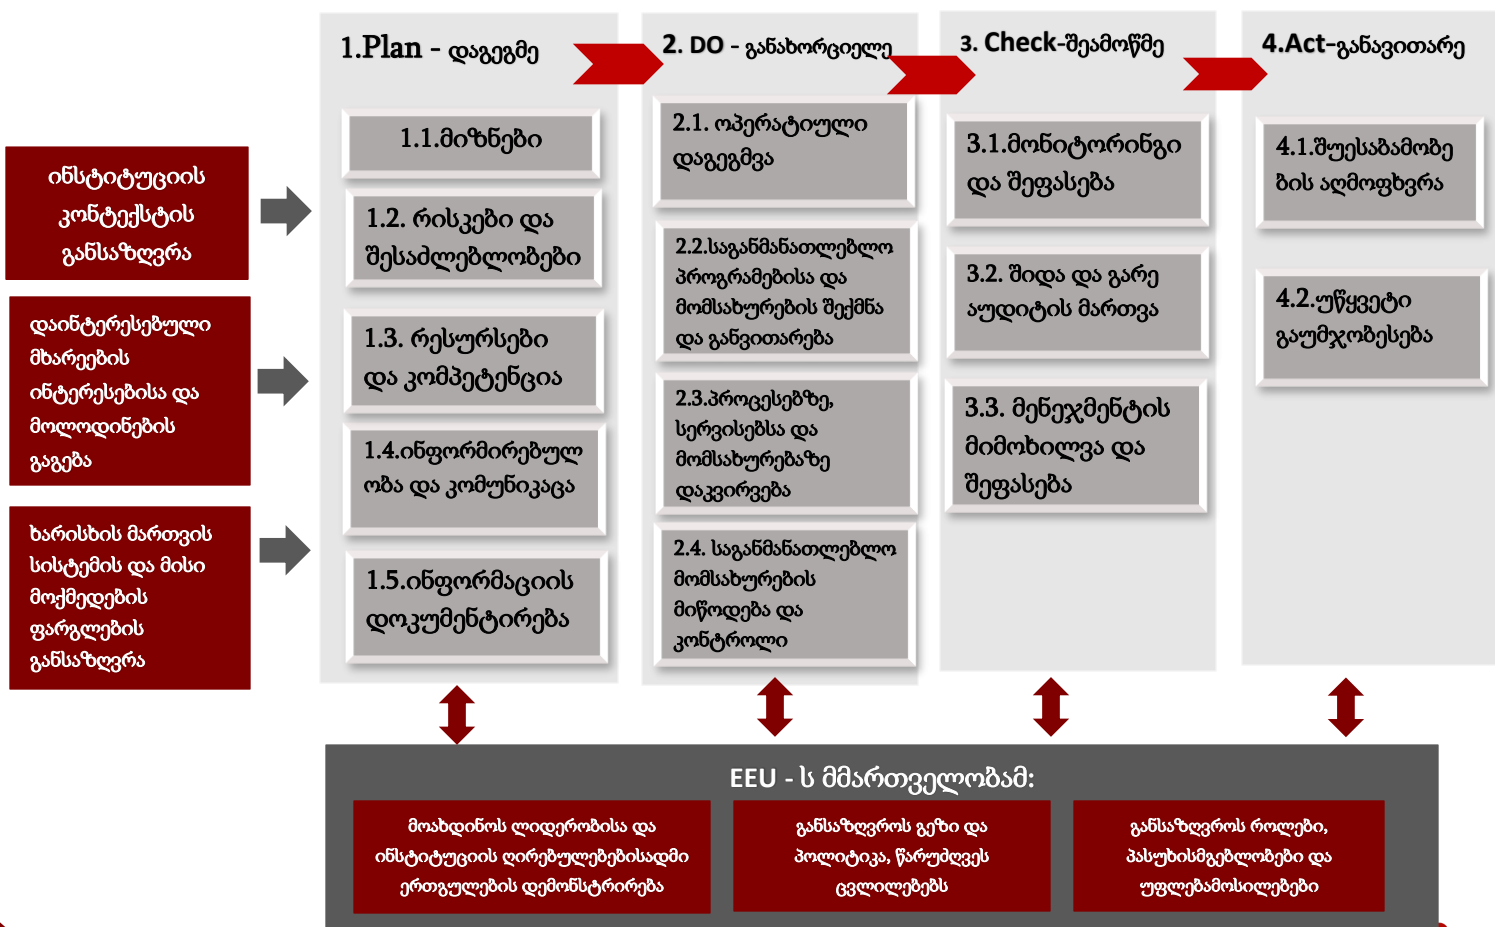 ინსტიტუციის
კონტექსტის
განსაზღვრა
დაინტერესებული
მხარეების
ინტერესებისა და
მოლოდინების
გაგება
ხარისხის მართვის
სისტემის და მისი
მოქმედების
ფარგლების
განსაზღვრა
1.Plan - დაგეგმე
1.1.მიზნები
1.2. რისკები და
შესაძლებლობები
1.3. რესურსები
და კომპეტენცია
1.4.ინფორმირებულ
ობა და კომუნიკაცა
1.5.ინფორმაციის
დოკუმენტირება
2. DO - განახორციელე
2.1. ოპერატიული
დაგეგმვა
2.2.საგანმანათლებლო
პროგრამებისა და
მომსახურების შექმნა
და განვითარება
2.3.პროცესებზე,
სერვისებსა და
მომსახურებაზე
დაკვირვება
2.4. საგანმანათლებლო
მომსახურების
მიწოდება და
კონტროლი
3. Check-შეამოწმე
3.1.მონიტორინგი
და შეფასება
3.2. შიდა და გარე
აუდიტის მართვა
3.3. მენეჯმენტის
მიმოხილვა და
შეფასება
4.Act-განავითარე
4.1.შუესაბამობე
ბის აღმოფხვრა
4.2.უწყვეტი
გაუმჯობესება
EEU - ს მმართველობამ:
მოახდინოს ლიდერობისა და
ინსტიტუციის ღირებულებებისადმი
ერთგულების დემონსტრირება
განსაზღვროს გეზი და
პოლიტიკა, წარუძღვეს
ცვლილებებს
განსაზღვროს როლები,
პასუხისმგებლობები და
უფლებამოსილებები